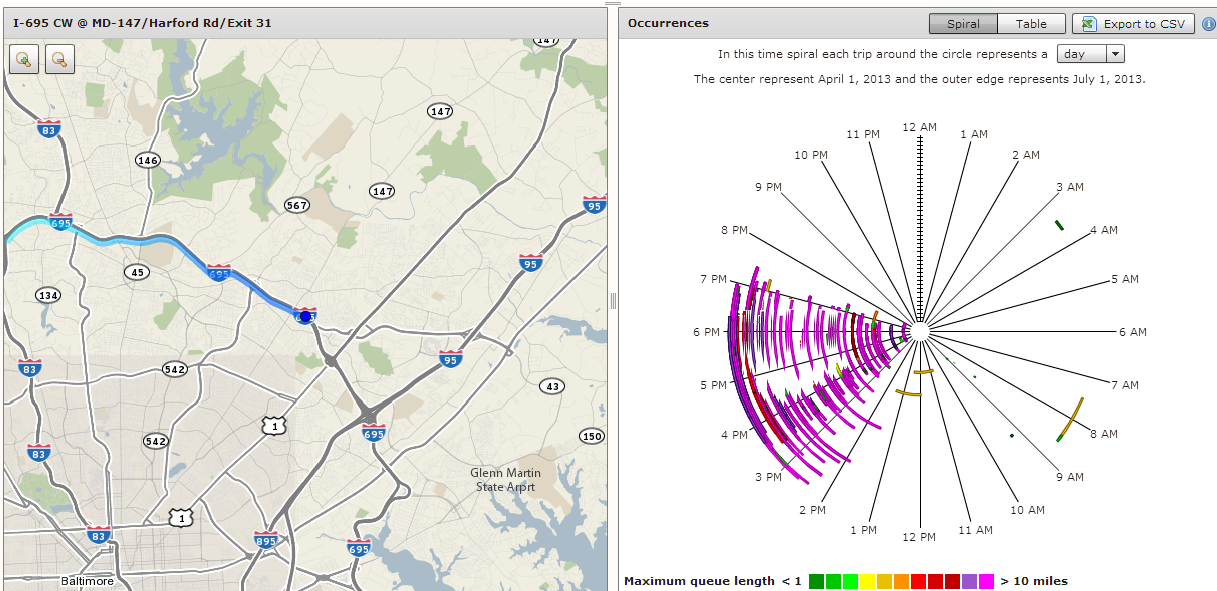 I-695 CW @ MD-147/Harford Rd/Exit 31
147
83
147
146
147
567
95
695
695
45
95
134
83
542
95
43
1
695
542
150
83
Glenn Martin
State Arprt
1
83
895
695
Baltimore
Occurrences
Spiral
Table
Export to CSV
In this time spiral each trip around the circle represents a day
The center represent April 1, 2013 and the outer edge represents July 1, 2013.
12 AM
11 PM
1 AM
10 PM
2 AM
9 PM
3 AM
8 PM
4 AM
7 PM
5 AM
6 PM
6 AM
5 PM
7 AM
4 PM
8 AM
3 PM
9 AM
2 PM
10 AM
1 PM
11 AM
12 PM
Maximum queue length < 1 > 10 miles